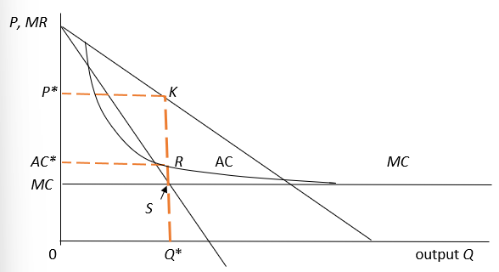 P, MR
P* K
AC* R AC MC
MC
S
0 Q* output Q